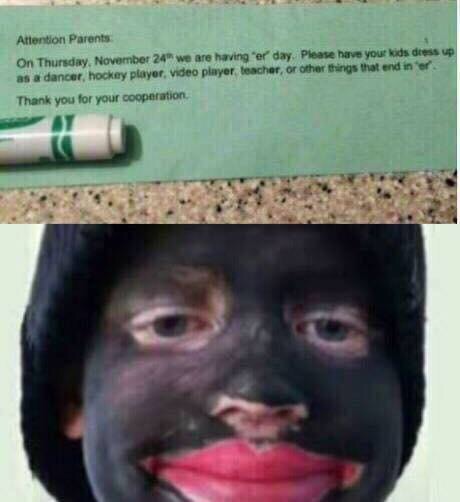 Attention Parents:
On Thursday, November 24th we are having "er" day. Please have your kids dress up
as a dancer, hockey player, video player, teacher, or other things that end in "er".
Thank you for your cooperation.